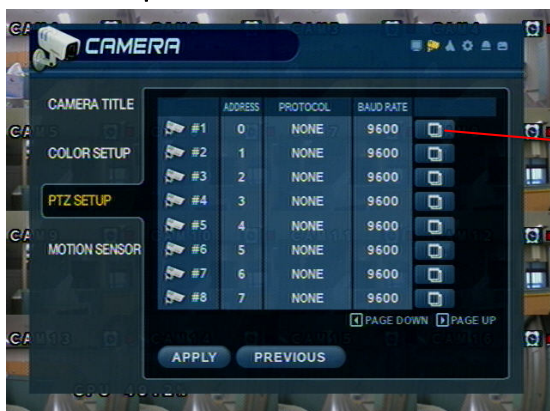 CAMERA
CAMERA TITLE
COLOR SETUP
PTZ SETUP
MOTION SENSOR
ADDRESS PROTOCOL BAUD RATE
#1 0 NONE 9600
#2 1 NONE 9600
#3 2 NONE 9600
#4 3 NONE 9600
#5 4 NONE 9600
#6 5 NONE 9600
#7 6 NONE 9600
#8 7 NONE 9600
PAGE DOWN PAGE UP
APPLY PREVIOUS